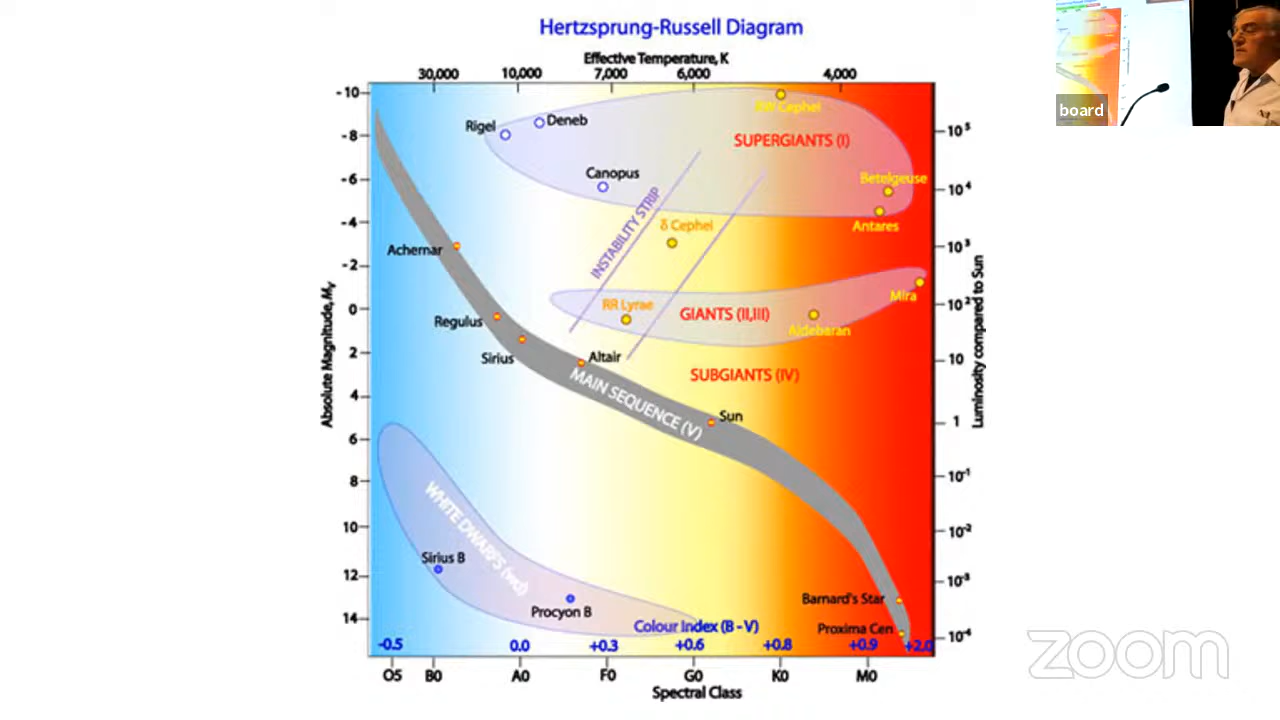 Hertzsprung-Russell Diagram
Effective Temperature, K
30,000 10,000 7,000 6,000 4,000
Absolute Magnitude, Mᵥ
-10
-8
-6
-4
-2
0
2
4
6
8
10
12
14
Luminosity compared to Sun
10⁵
10⁴
10³
10²
10
1
10⁻¹
10⁻²
10⁻³
10⁻⁴
Rigel
Deneb
RW Cephei
SUPERGIANTS (I)
Canopus
Betelgeuse
Antares
INSTABILITY STRIP
δ Cephei
Achernar
Mira
RR Lyrae
GIANTS (II,III)
Aldebaran
Regulus
Sirius
Altair
SUBGIANTS (IV)
MAIN SEQUENCE (V)
Sun
WHITE DWARFS (wd)
Sirius B
Procyon B
Barnard's Star
Proxima Cen
Colour Index (B - V)
-0.5 0.0 +0.3 +0.6 +0.8 +0.9 +2.0
O5 B0 A0 F0 G0 K0 M0
Spectral Class
board
zoom